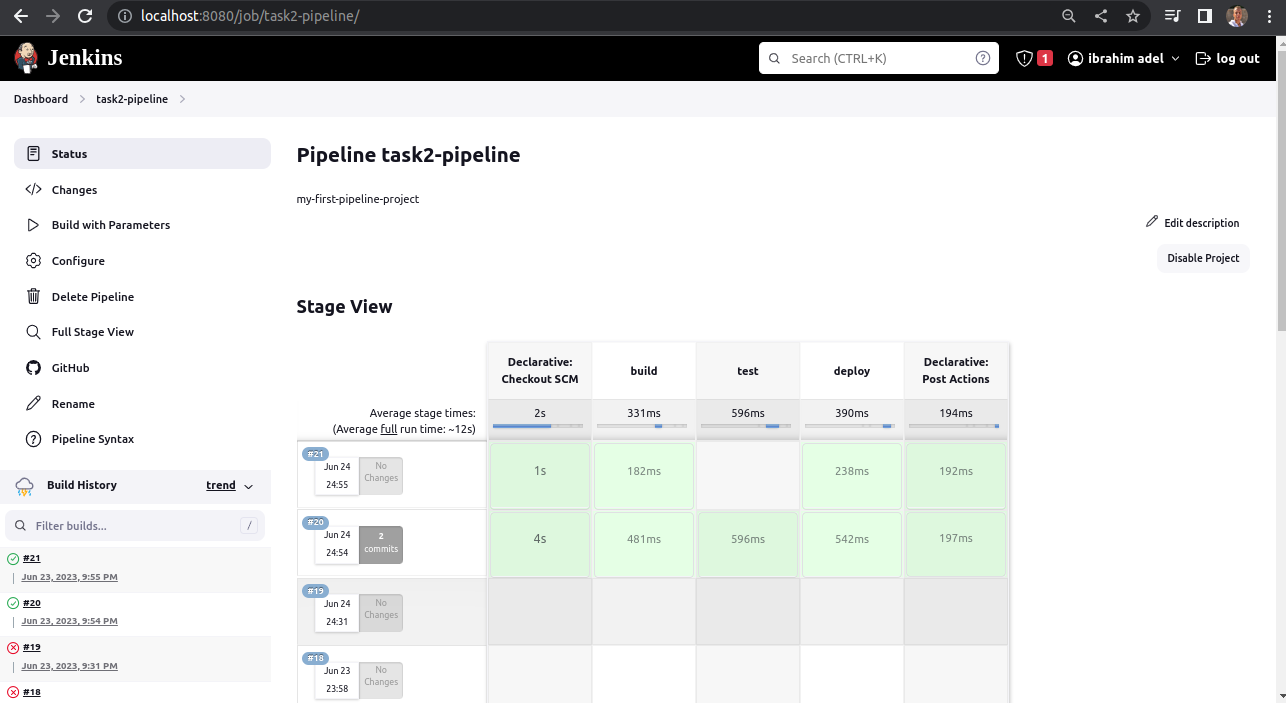 localhost:8080/job/task2-pipeline/
Jenkins
Search (CTRL+K)
?
1
ibrahim adel
log out
Dashboard
task2-pipeline
Status
Changes
Build with Parameters
Configure
Delete Pipeline
Full Stage View
GitHub
Rename
Pipeline Syntax
Build History
trend
Filter builds...
/
#21
Jun 23, 2023, 9:55 PM
#20
Jun 23, 2023, 9:54 PM
#19
Jun 23, 2023, 9:31 PM
#18
Pipeline task2-pipeline
my-first-pipeline-project
Edit description
Disable Project
Stage View
Declarative:
Checkout SCM
build
test
deploy
Declarative:
Post Actions
Average stage times:
(Average full run time: ~12s)
2s
331ms
596ms
390ms
194ms
#21
Jun 24
24:55
No
Changes
1s
182ms
238ms
192ms
#20
Jun 24
24:54
2
commits
4s
481ms
596ms
542ms
197ms
#19
Jun 24
24:31
No
Changes
#18
Jun 23
23:58
No
Changes